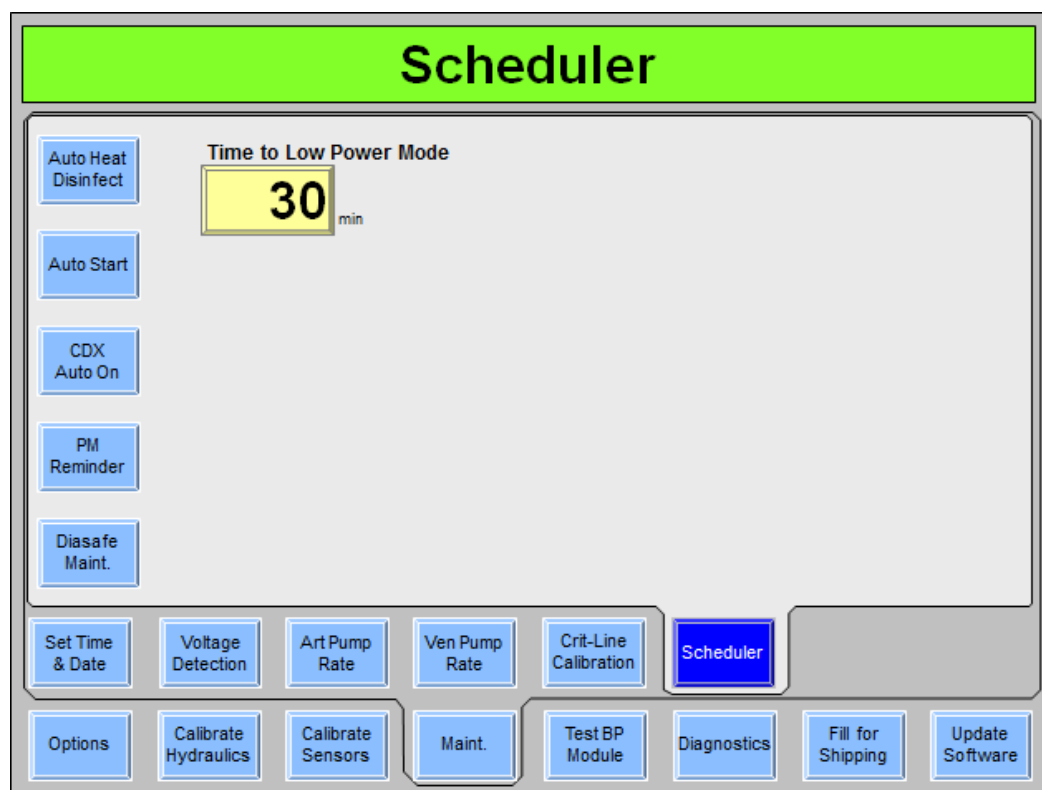 Scheduler
Auto Heat
Disinfect
Time to Low Power Mode
30 min
Auto Start
CDX
Auto On
PM
Reminder
Diasafe
Maint.
Set Time
& Date
Voltage
Detection
Art Pump
Rate
Ven Pump
Rate
Crit-Line
Calibration
Scheduler
Options
Calibrate
Hydraulics
Calibrate
Sensors
Maint.
Test BP
Module
Diagnostics
Fill for
Shipping
Update
Software